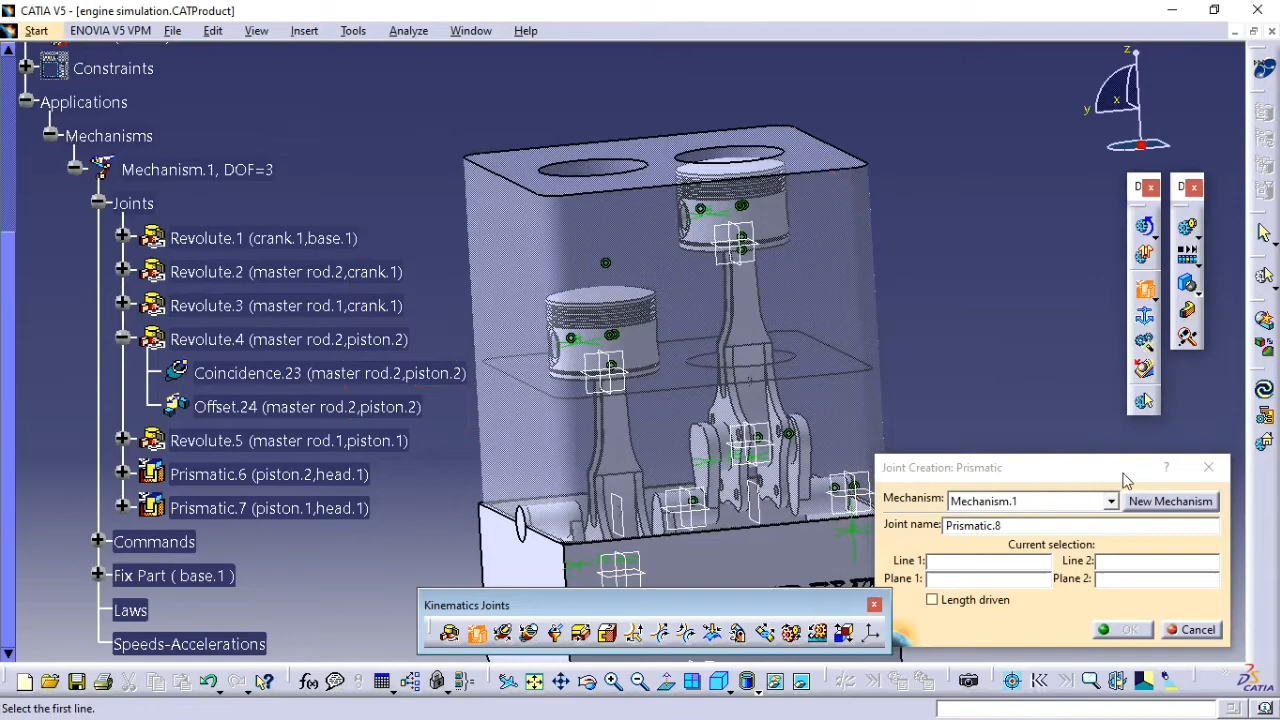 CATIA V5 - [engine simulation.CATProduct]
Start ENOVIA V5 VPM File Edit View Insert Tools Analyze Window Help
Constraints
Applications
Mechanisms
Mechanism.1, DOF=3
Joints
Revolute.1 (crank.1,base.1)
Revolute.2 (master rod.2,crank.1)
Revolute.3 (master rod.1,crank.1)
Revolute.4 (master rod.2,piston.2)
Coincidence.23 (master rod.2,piston.2)
Offset.24 (master rod.2,piston.2)
Revolute.5 (master rod.1,piston.1)
Prismatic.6 (piston.2,head.1)
Prismatic.7 (piston.1,head.1)
Commands
Fix Part ( base.1 )
Laws
Speeds-Accelerations
z
x
y
D D
Joint Creation: Prismatic ?
Mechanism: Mechanism.1 New Mechanism
Joint name: Prismatic.8
Current selection:
Line 1: Line 2:
Plane 1: Plane 2:
Length driven
OK Cancel
Kinematics Joints
f(x)
CATIA
Select the first line.